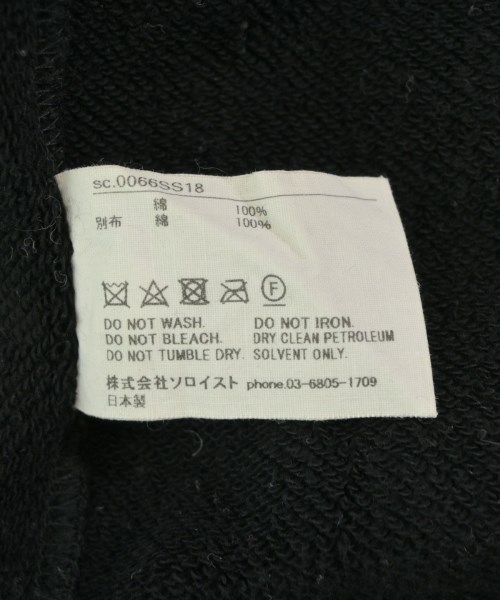 sc.0066SS18
綿 100%
別布 綿 100%
F
DO NOT WASH. DO NOT IRON.
DO NOT BLEACH. DRY CLEAN PETROLEUM
DO NOT TUMBLE DRY. SOLVENT ONLY.
株式会社ソロイスト phone.03-6805-1709
日本製